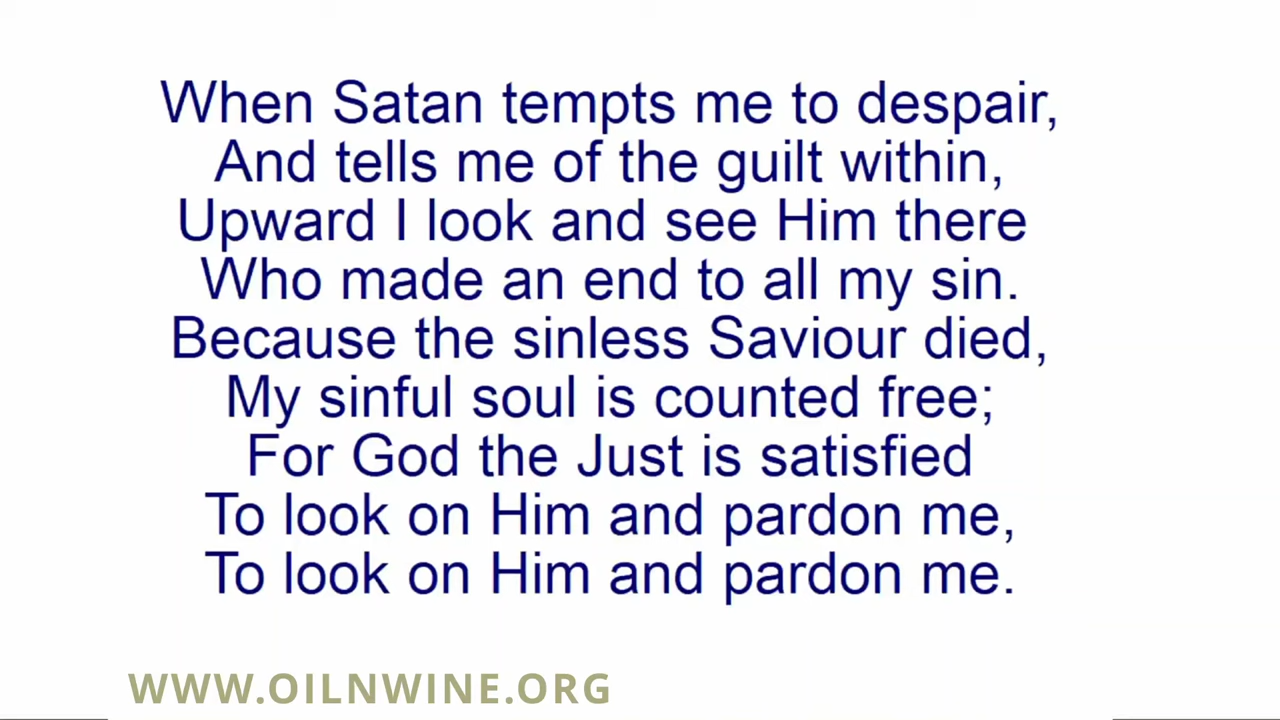 When Satan tempts me to despair,
And tells me of the guilt within,
Upward I look and see Him there
Who made an end to all my sin.
Because the sinless Saviour died,
My sinful soul is counted free;
For God the Just is satisfied
To look on Him and pardon me,
To look on Him and pardon me.
WWW.OILNWINE.ORG